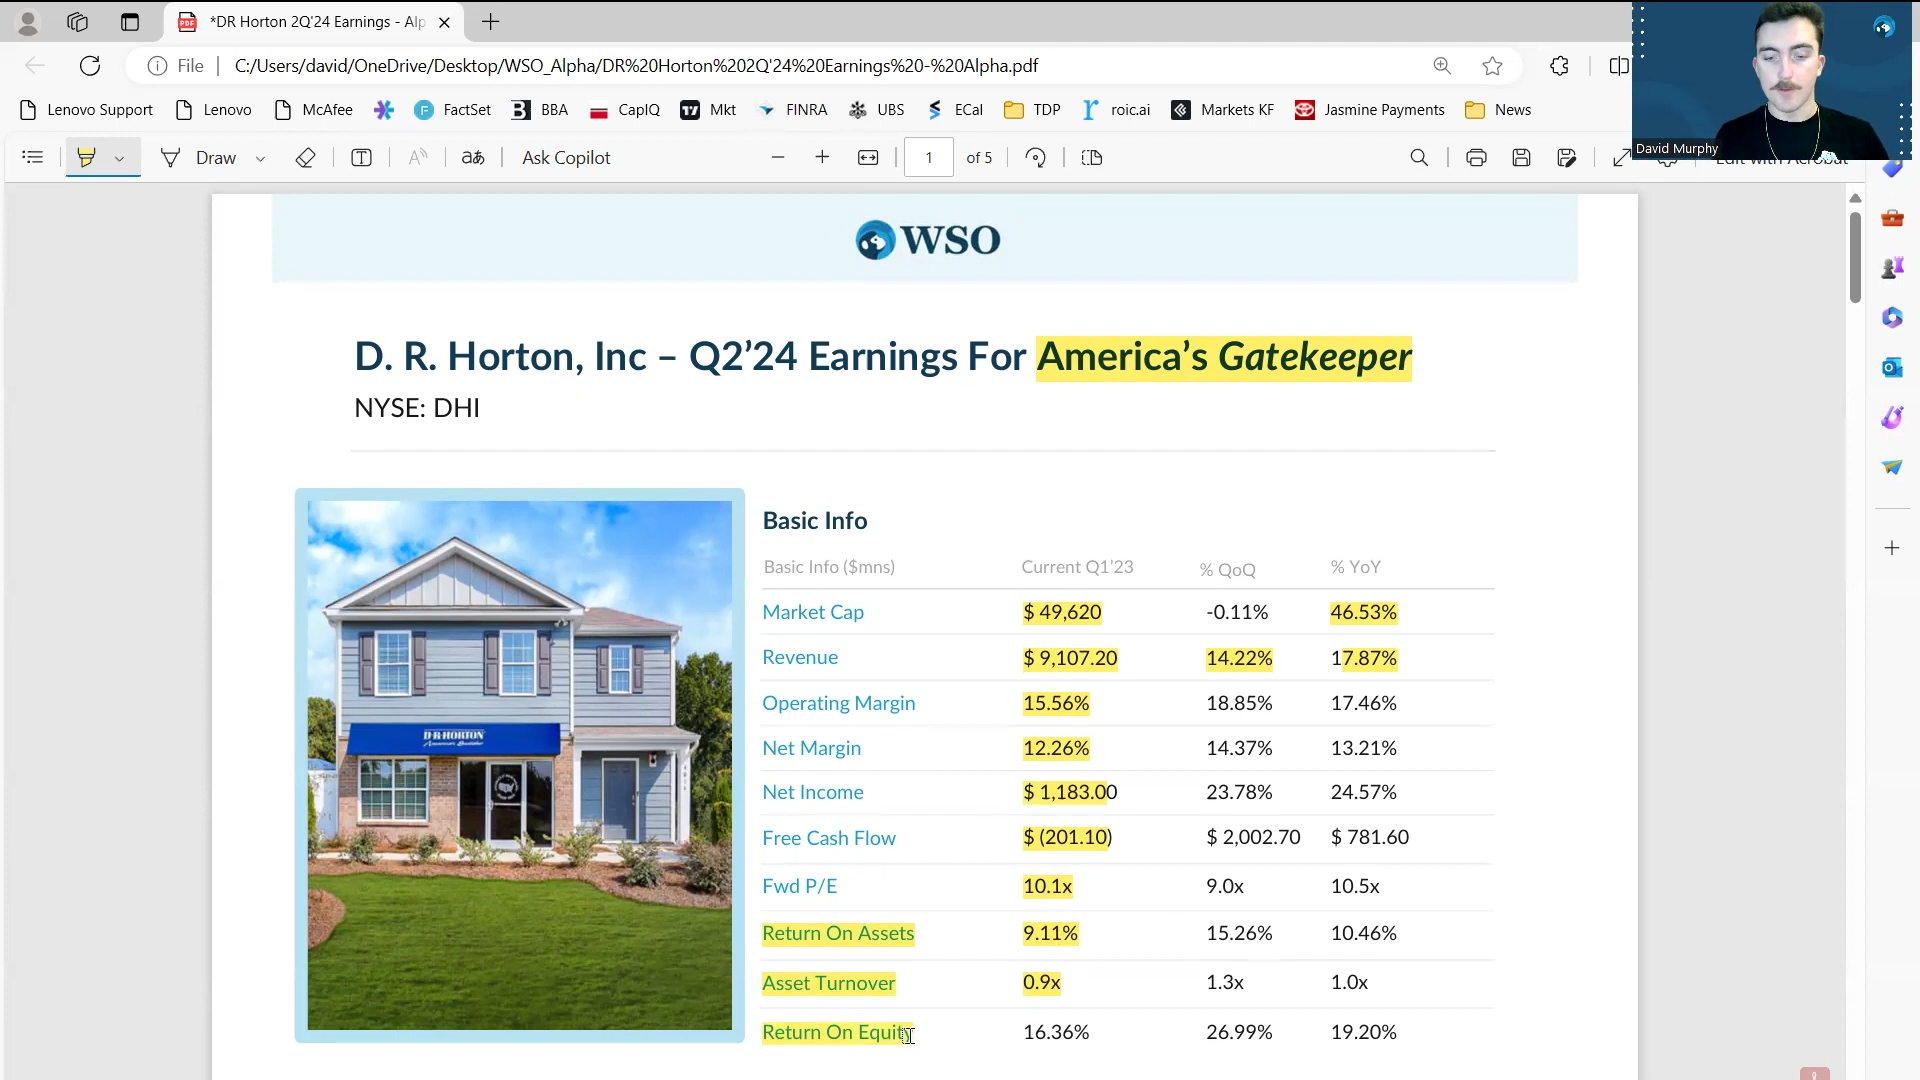 *DR Horton 2Q'24 Earnings - Alp
File
C:/Users/david/OneDrive/Desktop/WSO_Alpha/DR%20Horton%202Q'24%20Earnings%20-%20Alpha.pdf
Lenovo Support
Lenovo
McAfee
FactSet
BBA
CapIQ
Mkt
FINRA
UBS
ECal
TDP
roic.ai
Markets KF
Jasmine Payments
News
Draw
Ask Copilot
1
of 5
David Murphy
WSO
D. R. Horton, Inc – Q2’24 Earnings For America’s Gatekeeper
NYSE: DHI
D·R·HORTON
America's Builder
Basic Info
Basic Info ($mns) Current Q1’23 % QoQ % YoY
Market Cap $ 49,620 -0.11% 46.53%
Revenue $ 9,107.20 14.22% 17.87%
Operating Margin 15.56% 18.85% 17.46%
Net Margin 12.26% 14.37% 13.21%
Net Income $ 1,183.00 23.78% 24.57%
Free Cash Flow $ (201.10) $ 2,002.70 $ 781.60
Fwd P/E 10.1x 9.0x 10.5x
Return On Assets 9.11% 15.26% 10.46%
Asset Turnover 0.9x 1.3x 1.0x
Return On Equity 16.36% 26.99% 19.20%